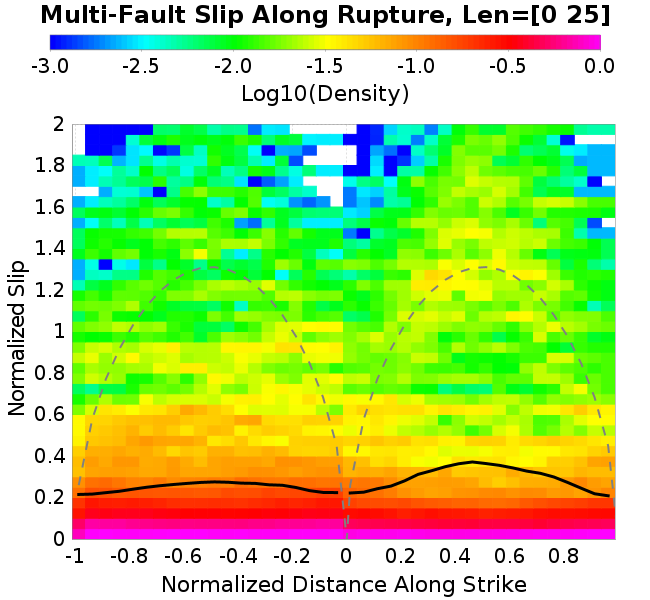 Multi-Fault Slip Along Rupture, Len=[0 25]
-3.0 -2.5 -2.0 -1.5 -1.0 -0.5 0.0
Log10(Density)
2
1.8
1.6
1.4
1.2
1
0.8
0.6
0.4
0.2
0
Normalized Slip
-1 -0.8 -0.6 -0.4 -0.2 0 0.2 0.4 0.6 0.8
Normalized Distance Along Strike